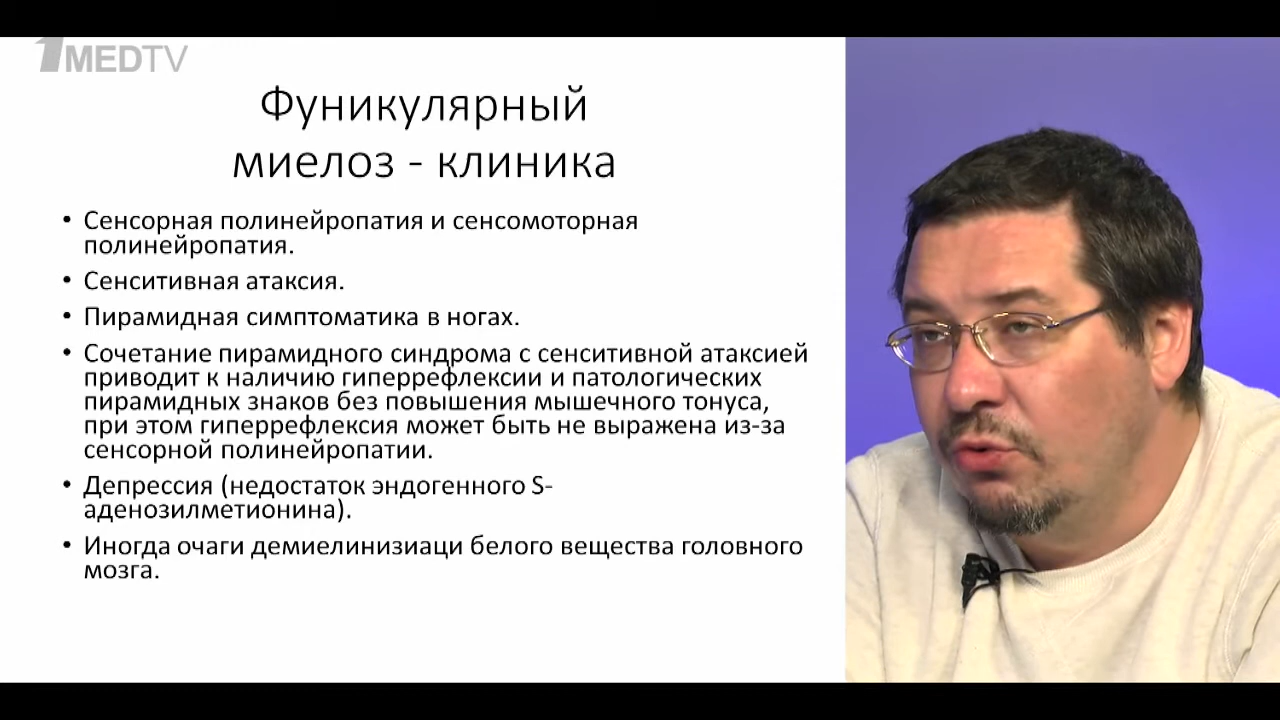 1MEDTV
Фуникулярный
миелоз - клиника
• Сенсорная полинейропатия и сенсомоторная
полинейропатия.
• Сенситивная атаксия.
• Пирамидная симптоматика в ногах.
• Сочетание пирамидного синдрома с сенситивной атаксией
приводит к наличию гиперрефлексии и патологических
пирамидных знаков без повышения мышечного тонуса,
при этом гиперрефлексия может быть не выражена из-за
сенсорной полинейропатии.
• Депрессия (недостаток эндогенного S-
аденозилметионина).
• Иногда очаги демиелинизиаци белого вещества головного
мозга.